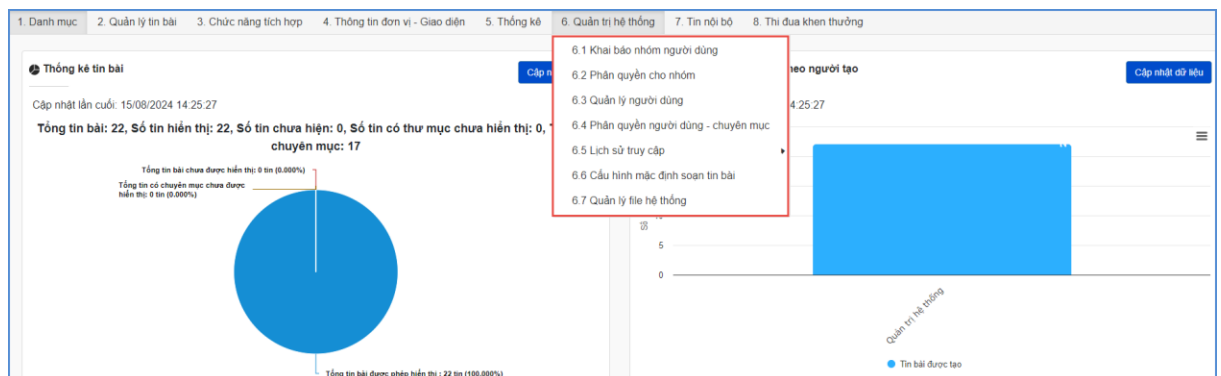 1. Danh mục 2. Quản lý tin bài 3. Chức năng tích hợp 4. Thông tin đơn vị - Giao diện 5. Thống kê 6. Quản trị hệ thống 7. Tin nội bộ 8. Thi đua khen thưởng
6.1 Khai báo nhóm người dùng
6.2 Phân quyền cho nhóm
6.3 Quản lý người dùng
6.4 Phân quyền người dùng - chuyên mục
6.5 Lịch sử truy cập
6.6 Cấu hình mặc định soạn tin bài
6.7 Quản lý file hệ thống
Thống kê tin bài
Cập nhật lần cuối: 15/08/2024 14:25:27
Tổng tin bài: 22, Số tin hiển thị: 22, Số tin chưa hiện: 0, Số tin có thư mục chưa hiển thị: 0,
chuyên mục: 17
Tổng tin bài chưa được hiển thị: 0 tin (0.000%)
Tổng tin có chuyên mục chưa được
hiển thị: 0 tin (0.000%)
Tổng tin bài được phép hiển thị : 22 tin (100.000%)
người tạo
Cập nhật dữ liệu
4:25:27
5
0
Quản trị hệ thống
Tin bài được tạo